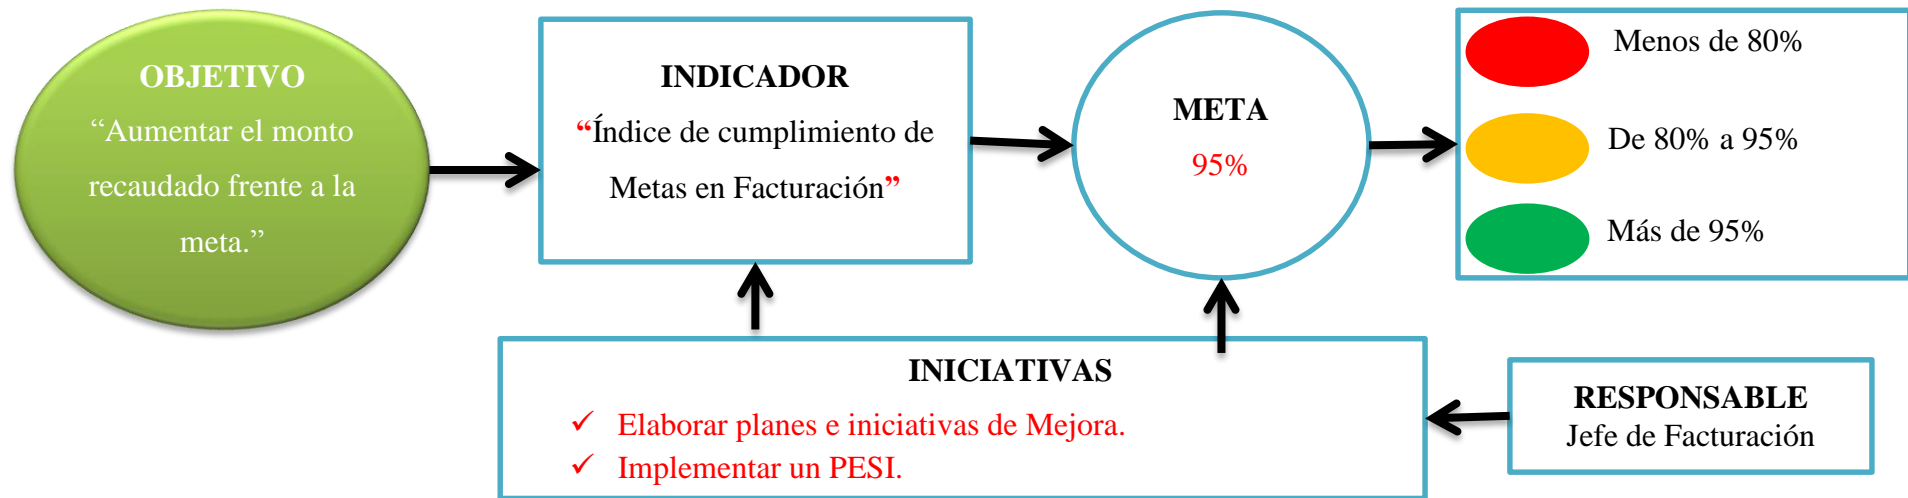 OBJETIVO
“Aumentar el monto
recaudado frente a la
meta.”
INDICADOR
“Índice de cumplimiento de
Metas en Facturación”
META
95%
Menos de 80%
De 80% a 95%
Más de 95%
INICIATIVAS
✓ Elaborar planes e iniciativas de Mejora.
✓ Implementar un PESI.
RESPONSABLE
Jefe de Facturación